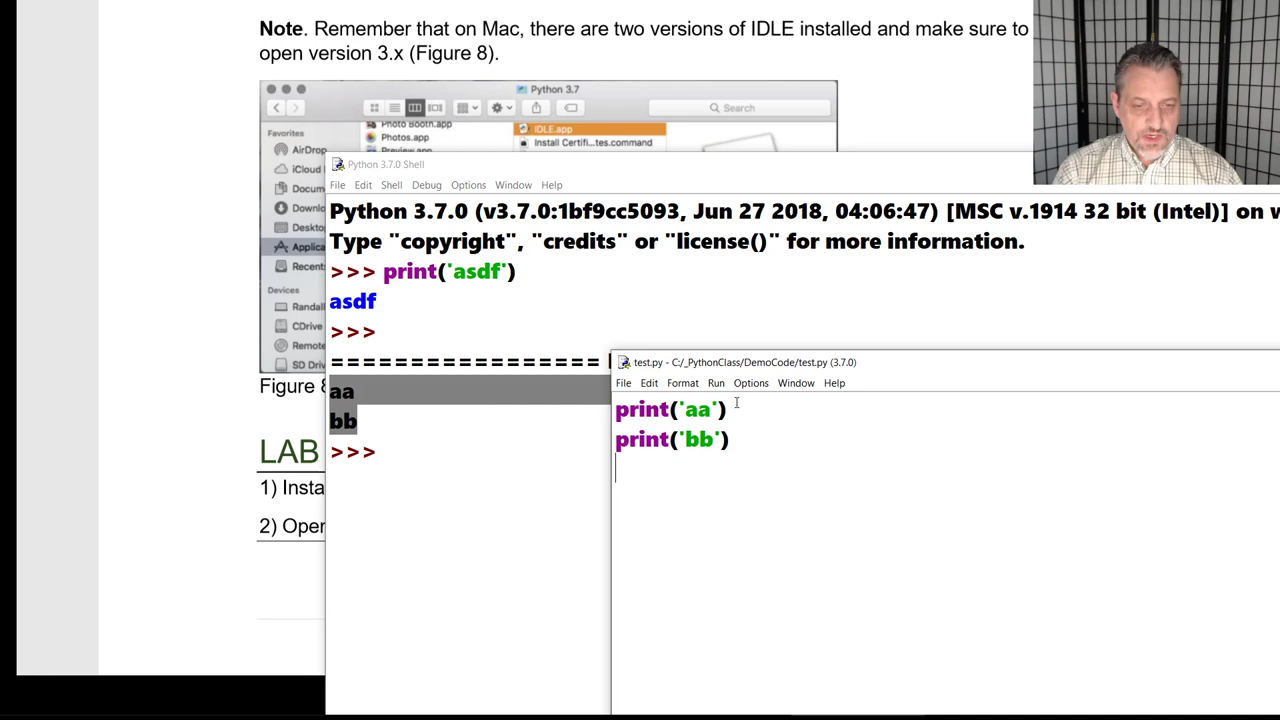 Note. Remember that on Mac, there are two versions of IDLE installed and make sure to
open version 3.x (Figure 8).
Python 3.7
Search
Favorites
AirDrop
iCloud
Docum
Downlo
Deskto
Applica
Recent
Devices
Randall
CDrive
Remote
SD Driv
Photo Booth.app
Photos.app
Preview.app
IDLE.app
Install Certifi...tes.command
Figure 8
LAB
1) Insta
2) Oper
Python 3.7.0 Shell
File Edit Shell Debug Options Window Help
Python 3.7.0 (v3.7.0:1bf9cc5093, Jun 27 2018, 04:06:47) [MSC v.1914 32 bit (Intel)] on w
Type "copyright", "credits" or "license()" for more information.
>>> print('asdf')
asdf
>>>
=================
aa
bb
>>>
test.py - C:/_PythonClass/DemoCode/test.py (3.7.0)
File Edit Format Run Options Window Help
print('aa')
print('bb')